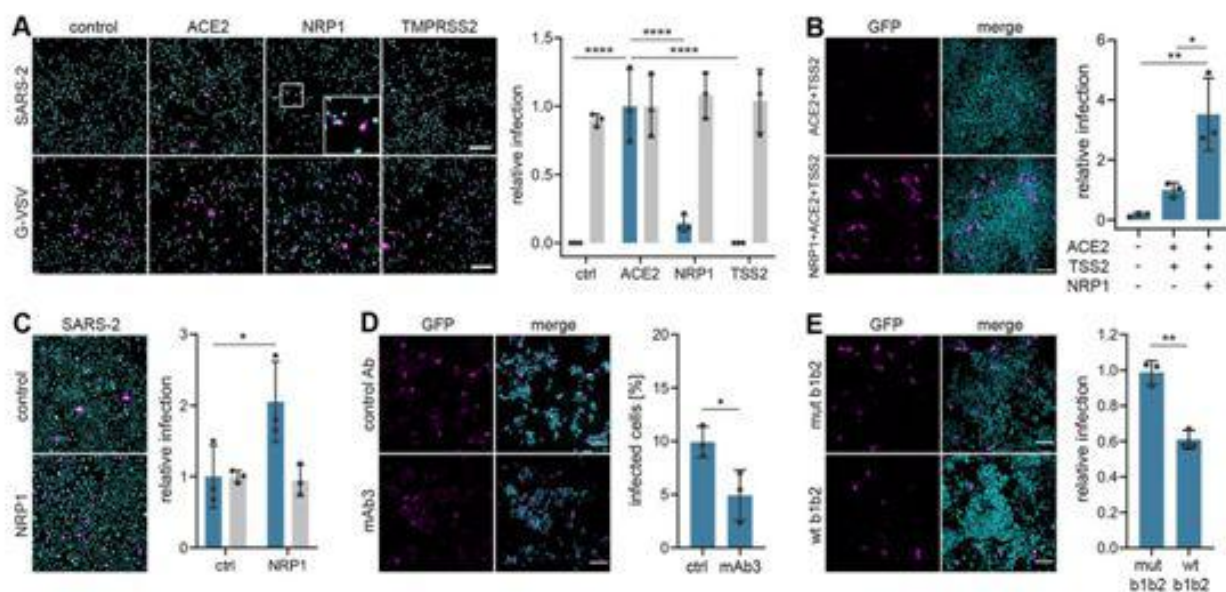 A
control
ACE2
NRP1
TMPRSS2
SARS-2
G-VSV
relative infection
1.5
1.0
0.5
0.0
****
****
****
ctrl
ACE2
NRP1
TSS2
B
GFP
merge
ACE2+TSS2
NRP1+ACE2+TSS2
relative infection
6
4
2
0
*
**
ACE2 - + +
TSS2 - + +
NRP1 - - +
C
SARS-2
control
NRP1
relative infection
3
2
1
0
*
ctrl
NRP1
D
GFP
merge
control Ab
mAb3
infected cells [%]
20
15
10
5
0
*
ctrl
mAb3
E
GFP
merge
mut b1b2
wt b1b2
relative infection
1.2
1.0
0.8
0.6
0.4
0.2
0.0
**
mut
b1b2
wt
b1b2